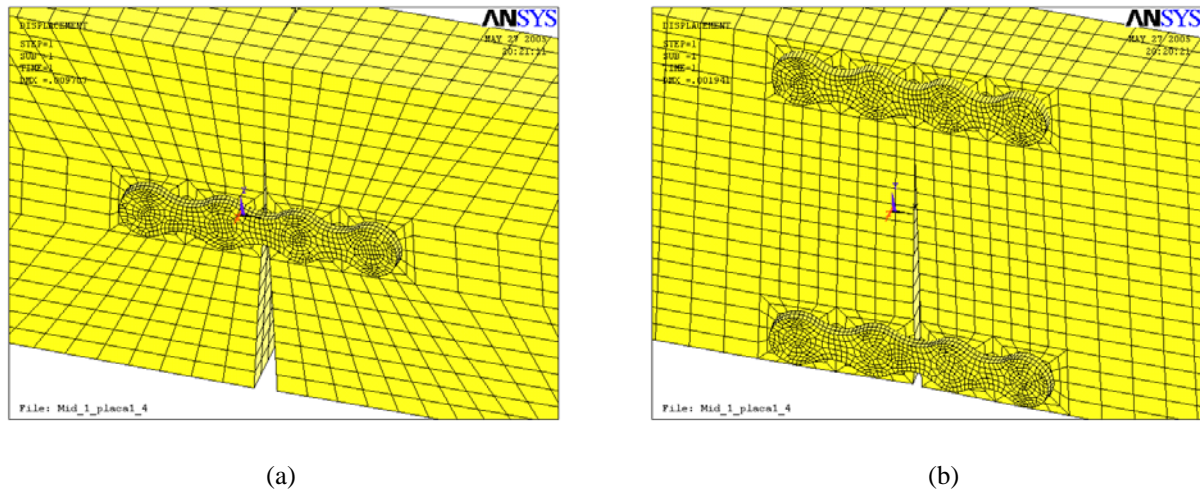 ANSYS
DISPLACEMENT
MAY 27 2005
20:21:11
STEP=1
SUB =1
TIME=1
DMX =.009707
File: Mid_1_placa1_4
ANSYS
DISPLACEMENT
MAY 27 2005
20:20:21
STEP=1
SUB =1
TIME=1
DMX =.001941
File: Mid_1_placa1_4
(a)
(b)